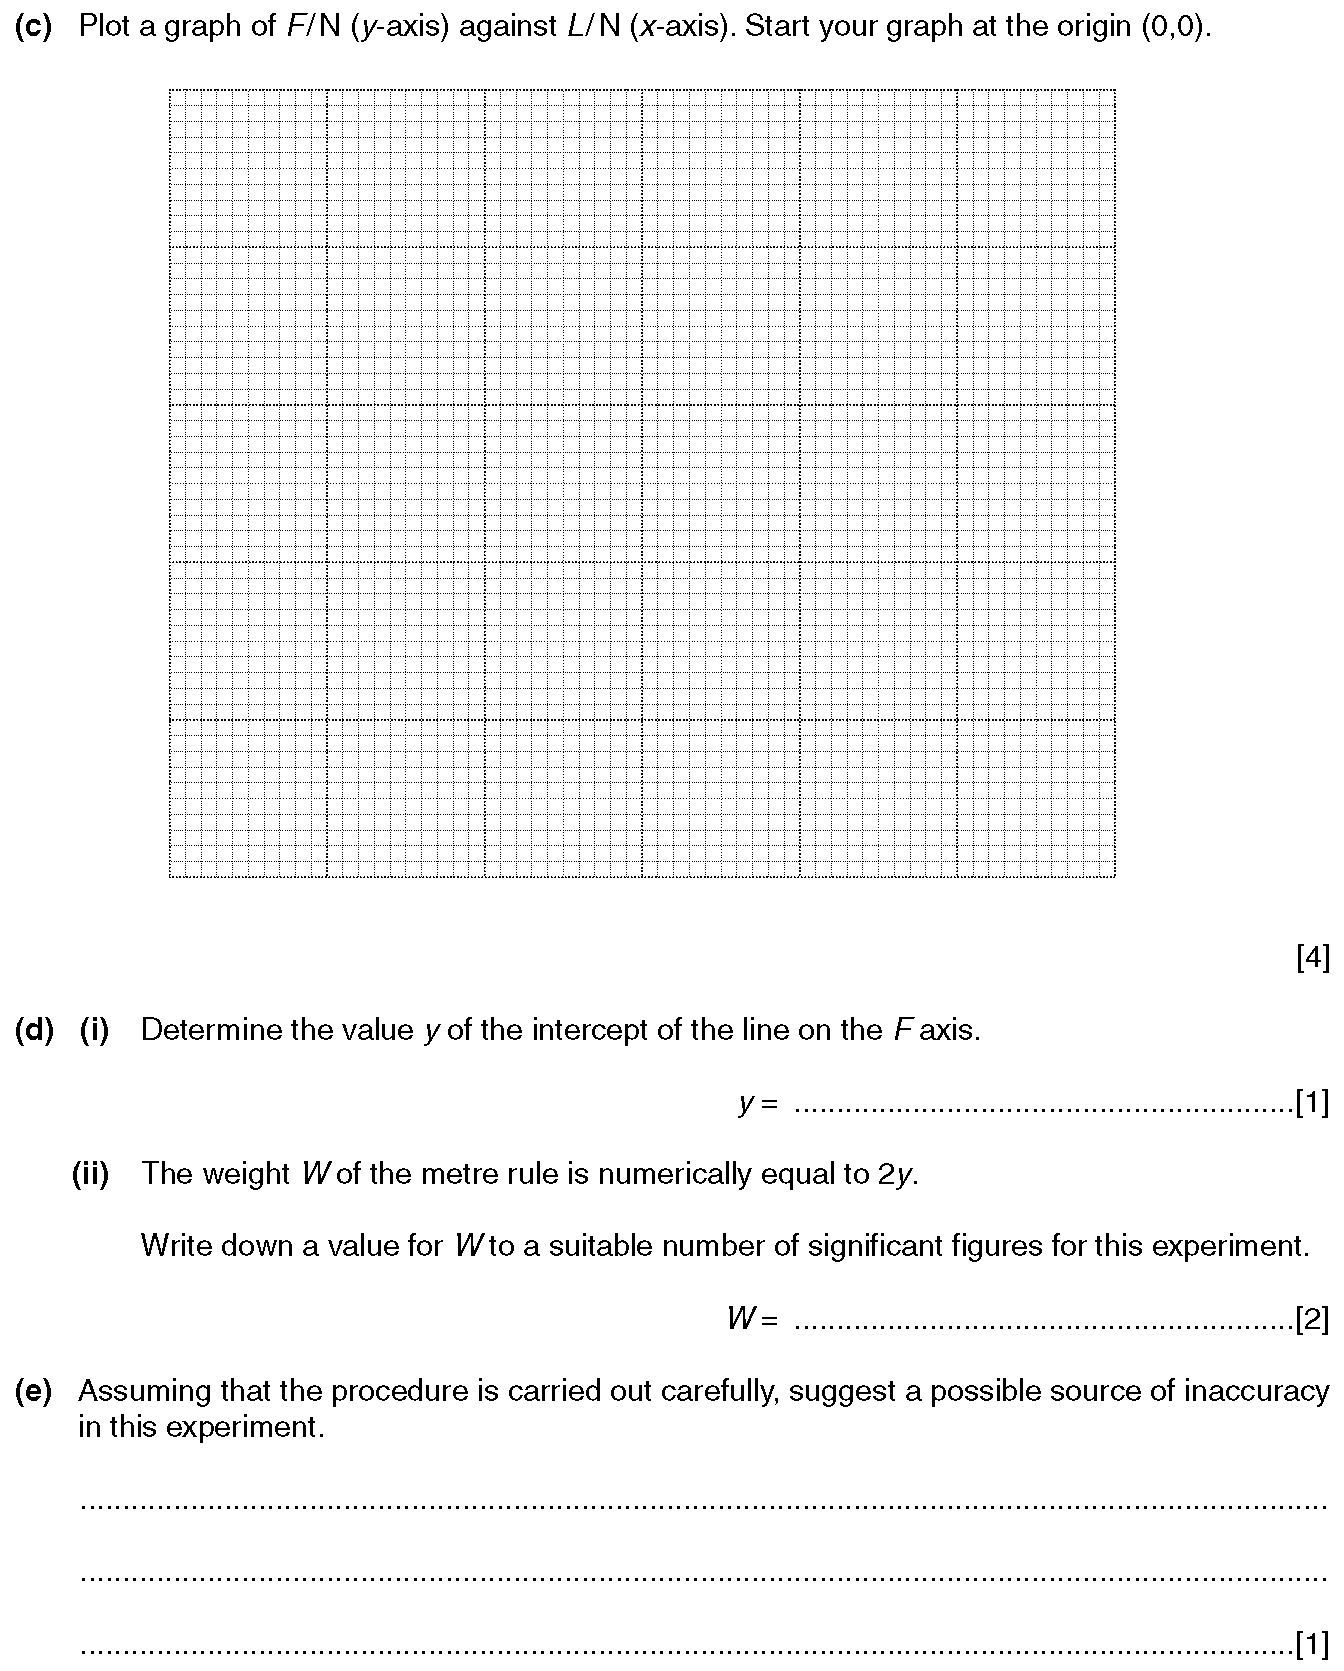 (c) Plot a graph of F/N (y-axis) against L/N (x-axis). Start your graph at the origin (0,0).
[4]
(d) (i) Determine the value y of the intercept of the line on the F axis.
y = ..........................................................[1]
(ii) The weight W of the metre rule is numerically equal to 2y.
Write down a value for W to a suitable number of significant figures for this experiment.
W = ..........................................................[2]
(e) Assuming that the procedure is carried out carefully, suggest a possible source of inaccuracy
in this experiment.
..................................................................................................................................................
..................................................................................................................................................
..............................................................................................................................................[1]